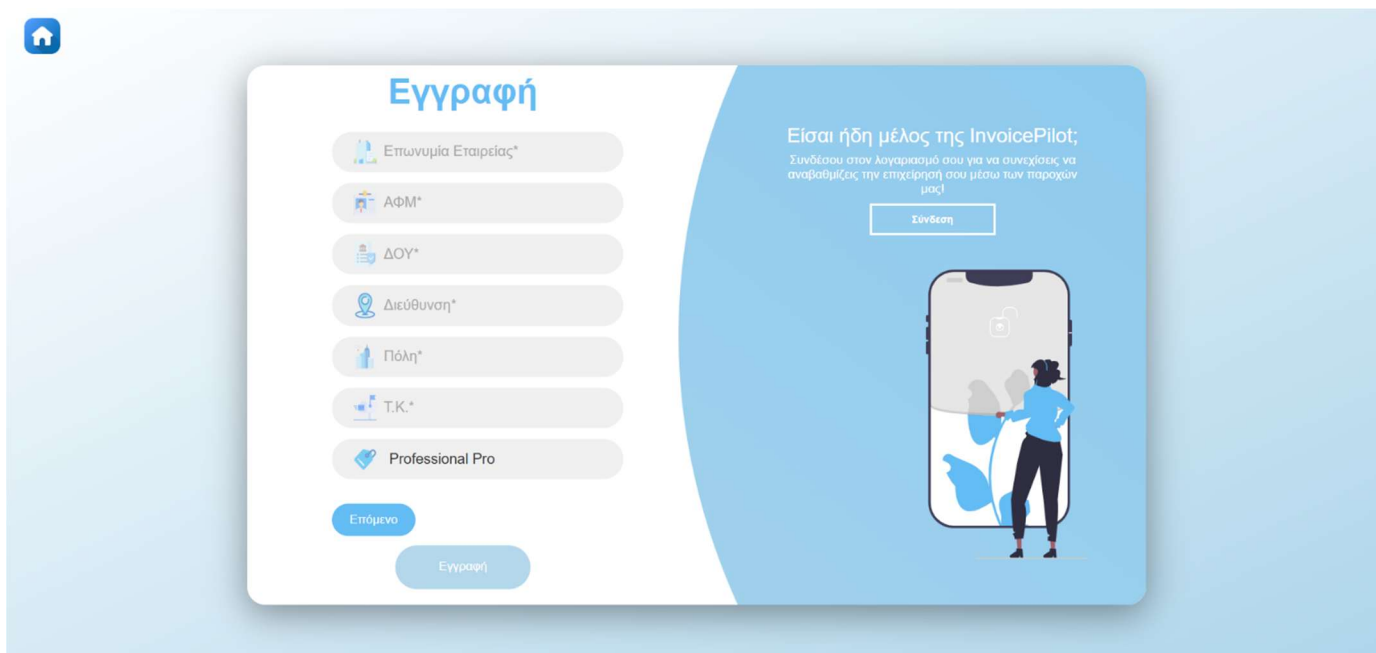 Εγγραφή
Επωνυμία Εταιρείας*
ΑΦΜ*
ΔΟΥ*
Διεύθυνση*
Πόλη*
Τ.Κ.*
Professional Pro
Επόμενο
Εγγραφή
Είσαι ήδη μέλος της InvoicePilot;
Συνδέσου στον λογαριασμό σου για να συνεχίσεις να
αναβαθμίζεις την επιχείρησή σου μέσω των παροχών
μας!
Σύνδεση